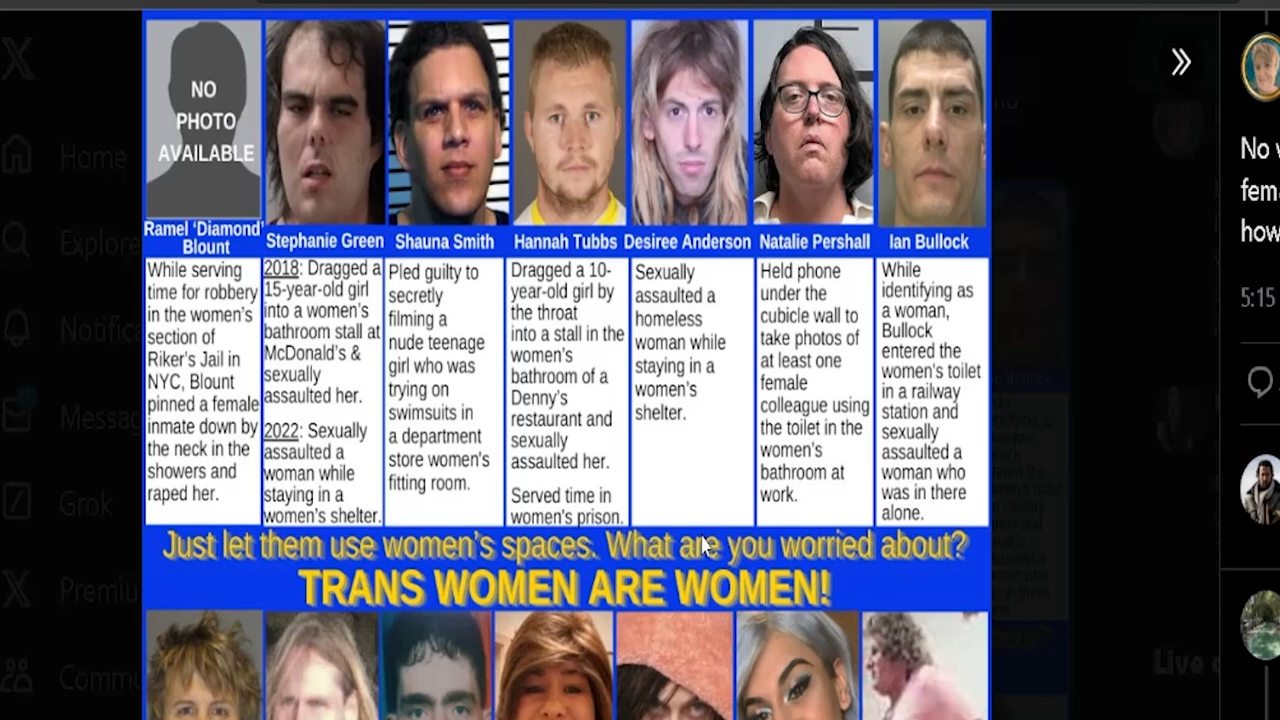 NO
PHOTO
AVAILABLE
Ramel ‘Diamond’
Blount
Stephanie Green
Shauna Smith
Hannah Tubbs
Desiree Anderson
Natalie Pershall
Ian Bullock
While serving
time for robbery
in the women's
section of
Riker's Jail in
NYC, Blount
pinned a female
inmate down by
the neck in the
showers and
raped her.
2018: Dragged a
15-year-old girl
into a women's
bathroom stall at
McDonald's &
sexually
assaulted her.
2022: Sexually
assaulted a
woman while
staying in a
women's shelter.
Pled guilty to
secretly
filming a
nude teenage
girl who was
trying on
swimsuits in
a department
store women's
fitting room.
Dragged a 10-
year-old girl by
the throat
into a stall in the
women's
bathroom of a
Denny's
restaurant and
sexually
assaulted her.
Served time in
women's prison.
Sexually
assaulted a
homeless
woman while
staying in a
women's
shelter.
Held phone
under the
cubicle wall to
take photos of
at least one
female
colleague using
the toilet in the
women's
bathroom at
work.
While
identifying as
a woman,
Bullock
entered the
women's toilet
in a railway
station and
sexually
assaulted a
woman who
was in there
alone.
Just let them use women's spaces. What are you worried about?
TRANS WOMEN ARE WOMEN!
Home
Explore
Notifica
Messag
Grok
Premiu
Commu
No
fem
how
5:15
Live